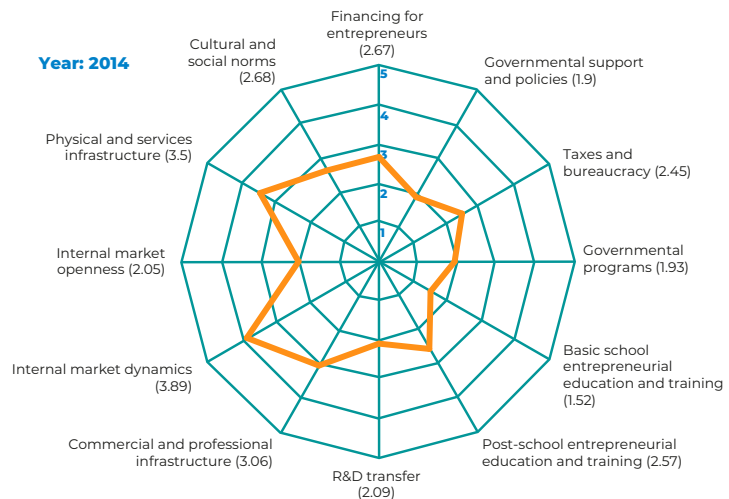 Year: 2014
Financing for
entrepreneurs
(2.67)
Governmental support
and policies (1.9)
Taxes and
bureaucracy (2.45)
Governmental
programs (1.93)
Basic school
entrepreneurial
education and training
(1.52)
Post-school entrepreneurial
education and training (2.57)
R&D transfer
(2.09)
Commercial and professional
infrastructure (3.06)
Internal market dynamics
(3.89)
Internal market
openness (2.05)
Physical and services
infrastructure (3.5)
Cultural and
social norms
(2.68)
5
4
3
2
1